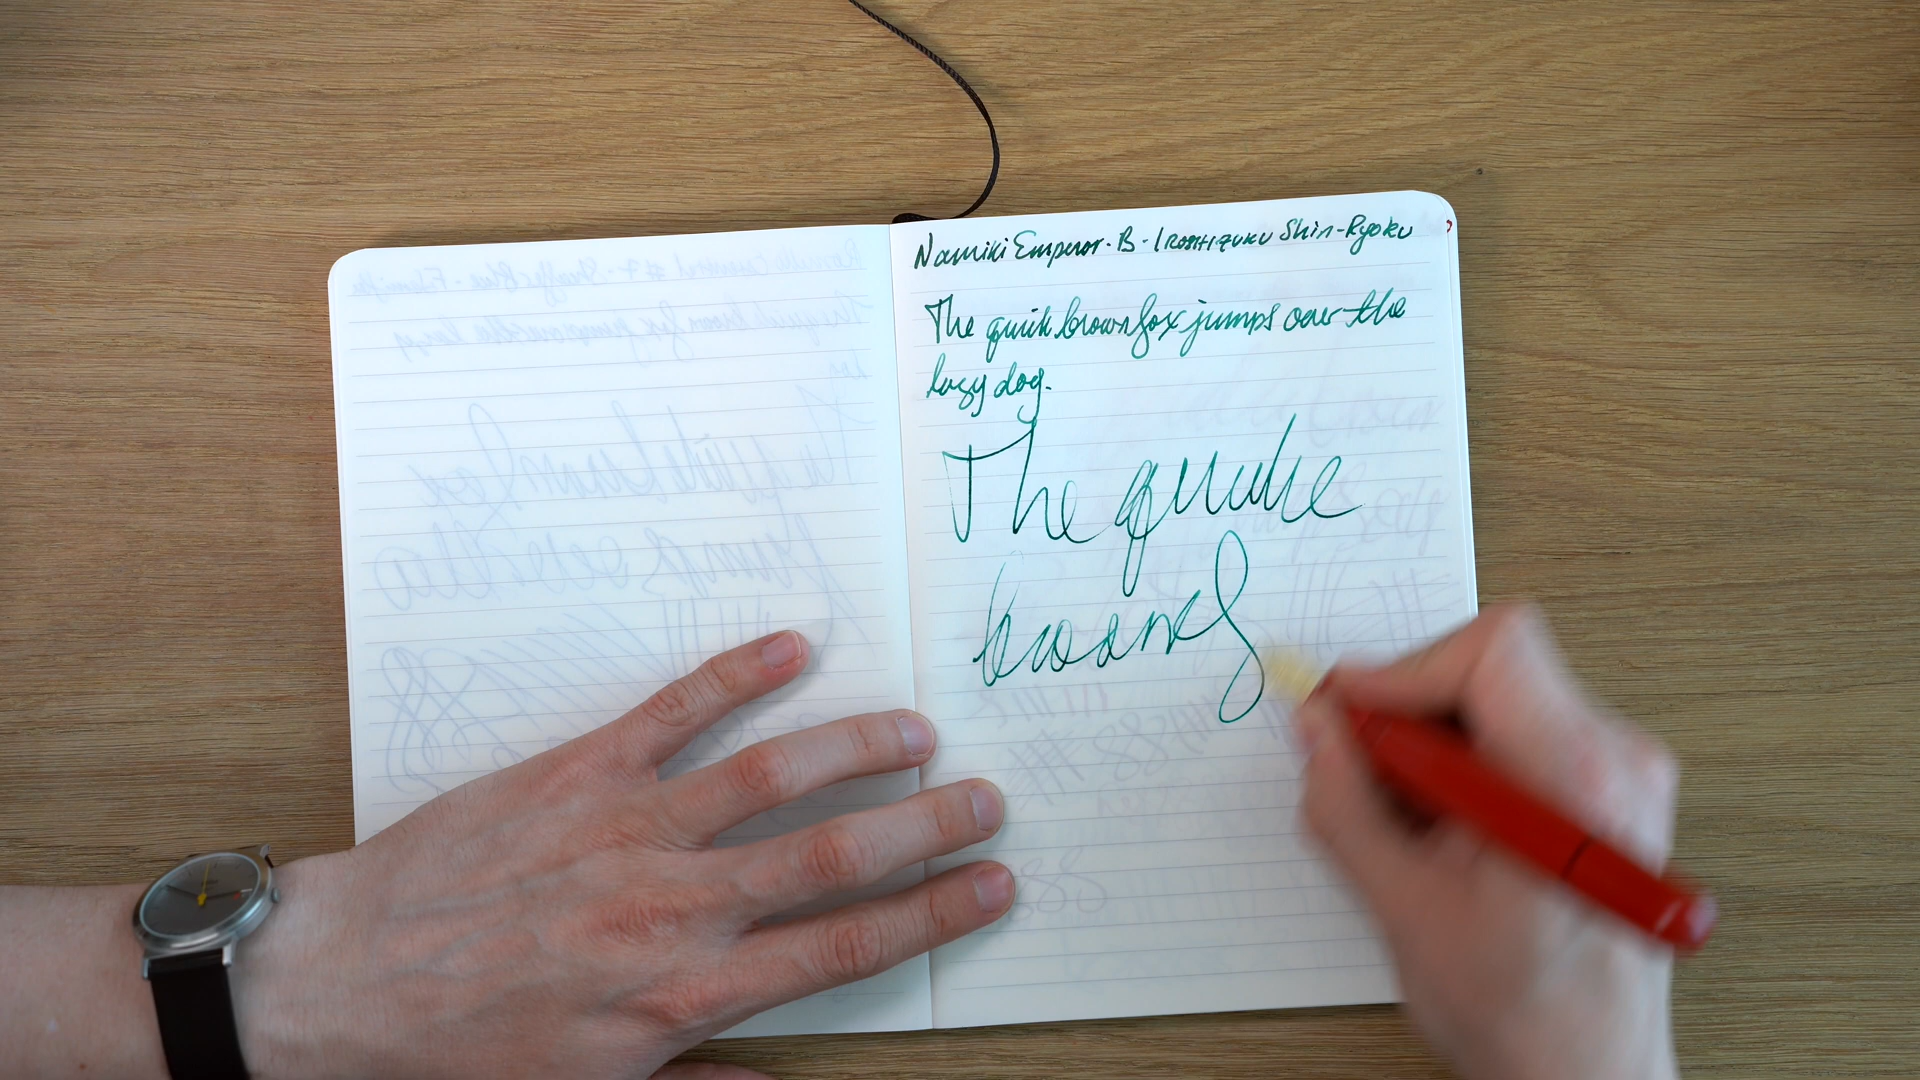 Namiki Emperor - B - IROSHIZUKU Shin-Ryoku
The quick brown fox jumps over the
lazy dog.
The quick
brown f